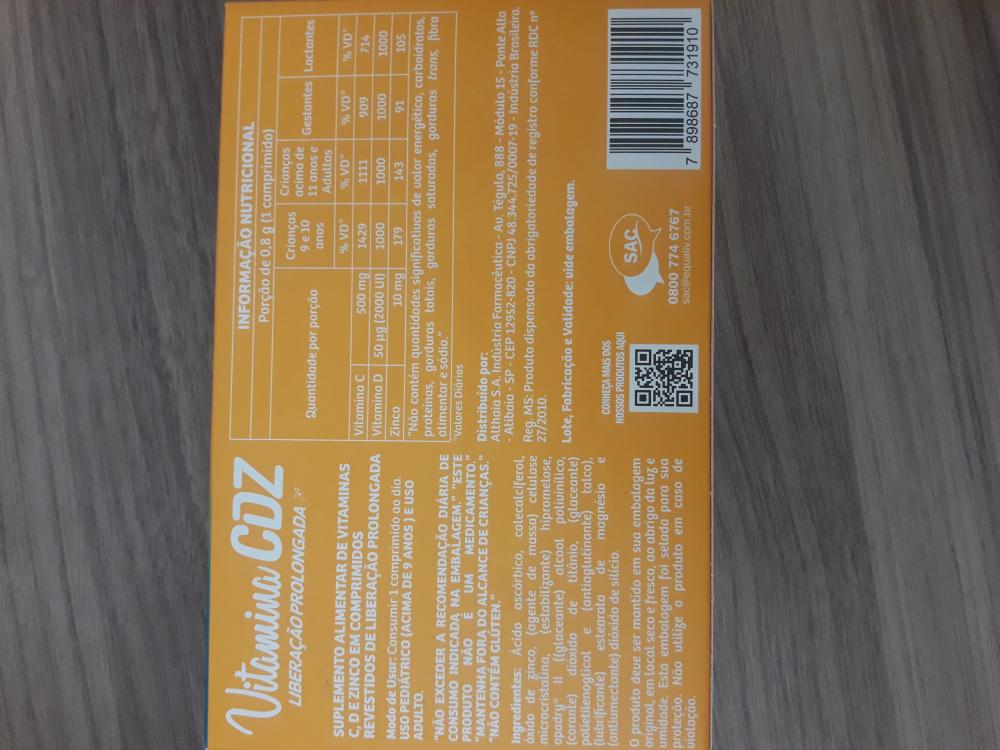 Vitamina CDZ
LIBERAÇÃO PROLONGADA
SUPLEMENTO ALIMENTAR DE VITAMINAS
C, D E ZINCO EM COMPRIMIDOS
REVESTIDOS DE LIBERAÇÃO PROLONGADA
Modo de Usar: Consumir 1 comprimido ao dia.
USO PEDIÁTRICO (ACIMA DE 9 ANOS ) E USO
ADULTO.
"NÃO EXCEDER A RECOMENDAÇÃO DIÁRIA DE
CONSUMO INDICADA NA EMBALAGEM." "ESTE
PRODUTO NÃO É UM MEDICAMENTO."
"MANTENHA FORA DO ALCANCE DE CRIANÇAS."
"NÃO CONTÉM GLÚTEN."
Ingredientes: Ácido ascórbico, colecalciferol,
óxido de zinco, (agente de massa) celulose
microcristalina, (estabilizante) hipromelose,
opadry II ((glaceante) álcool polivinílico,
(corante) dióxido de titânio, (glaceante)
polietilenoglicol e (antiaglutinante) talco),
(lubrificante) estearato de magnésio e
(antiumectante) dióxido de silício.
O produto deve ser mantido em sua embalagem
original, em local seco e fresco, ao abrigo da luz e
umidade. Esta embalagem foi selada para sua
proteção. Não utilize o produto em caso de
violação.
INFORMAÇÃO NUTRICIONAL
Porção de 0,8 g (1 comprimido)
Quantidade por porção
Crianças
9 e 10
anos
Crianças
acima de
11 anos e
Adultos
Gestantes
Lactantes
% VD* % VD* % VD* % VD*
Vitamina C 500 mg 1429 1111 909 714
Vitamina D 50 µg (2000 UI) 1000 1000 1000 1000
Zinco 10 mg 179 143 91 105
"Não contém quantidades significativas de valor energético, carboidratos,
proteínas, gorduras totais, gorduras saturadas, gorduras trans, fibra
alimentar e sódio."
*Valores Diários
Distribuído por:
Althaia S.A. Indústria Farmacêutica - Av. Tégula, 888 - Módulo 15 - Ponte Alta
- Atibaia - SP - CEP 12952-820 - CNPJ 48.344.725/0007-19 - Indústria Brasileira.
Reg. MS: Produto dispensado da obrigatoriedade de registro conforme RDC nº
27/2010.
Lote, Fabricação e Validade: vide embalagem.
CONHEÇA MAIS DOS
NOSSOS PRODUTOS AQUI
SAC
0800 774 6767
sac@equaliv.com.br
7 898687 731910